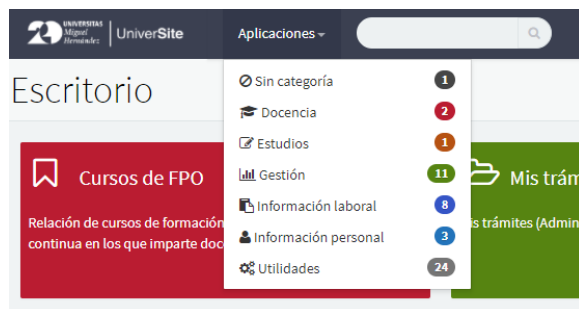 UNIVERSITAS
Miguel
Hernández
UniverSite
Aplicaciones
Escritorio
Sin categoría 1
Docencia 2
Estudios 1
Gestión 11
Información laboral 8
Información personal 3
Utilidades 24
Cursos de FPO
Relación de cursos de formación
continua en los que imparte doc
Mis trám
is trámites (Admin